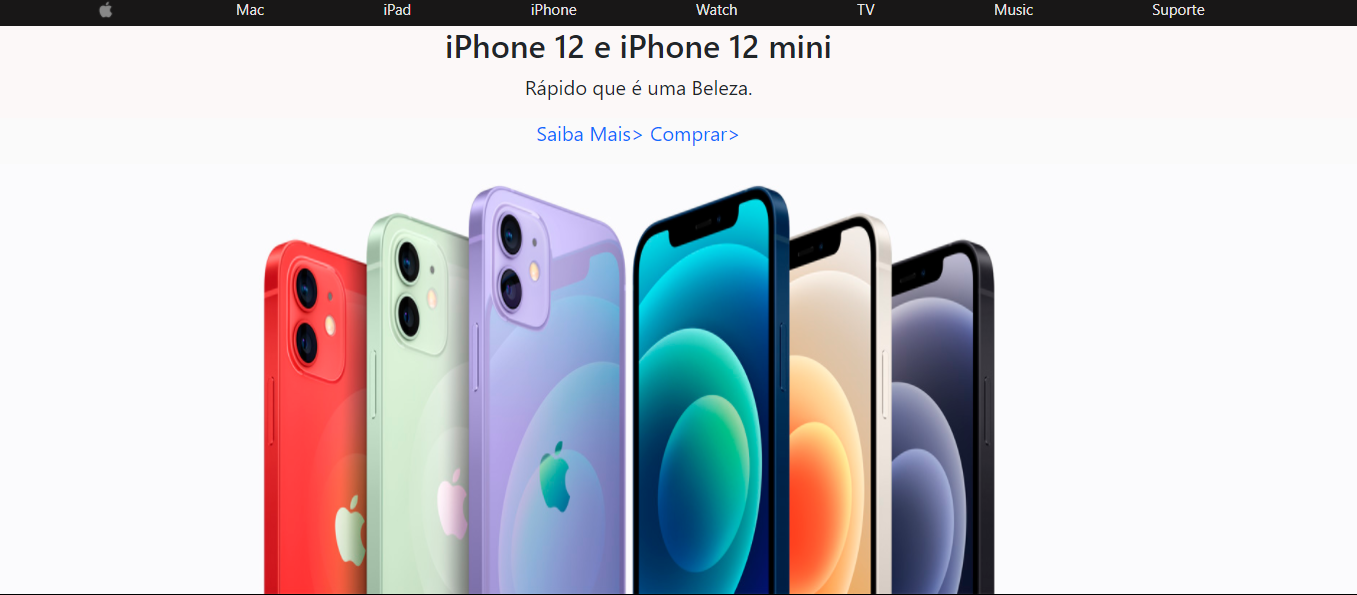 Mac iPad iPhone Watch TV Music Suporte
iPhone 12 e iPhone 12 mini
Rápido que é uma Beleza.
Saiba Mais> Comprar>